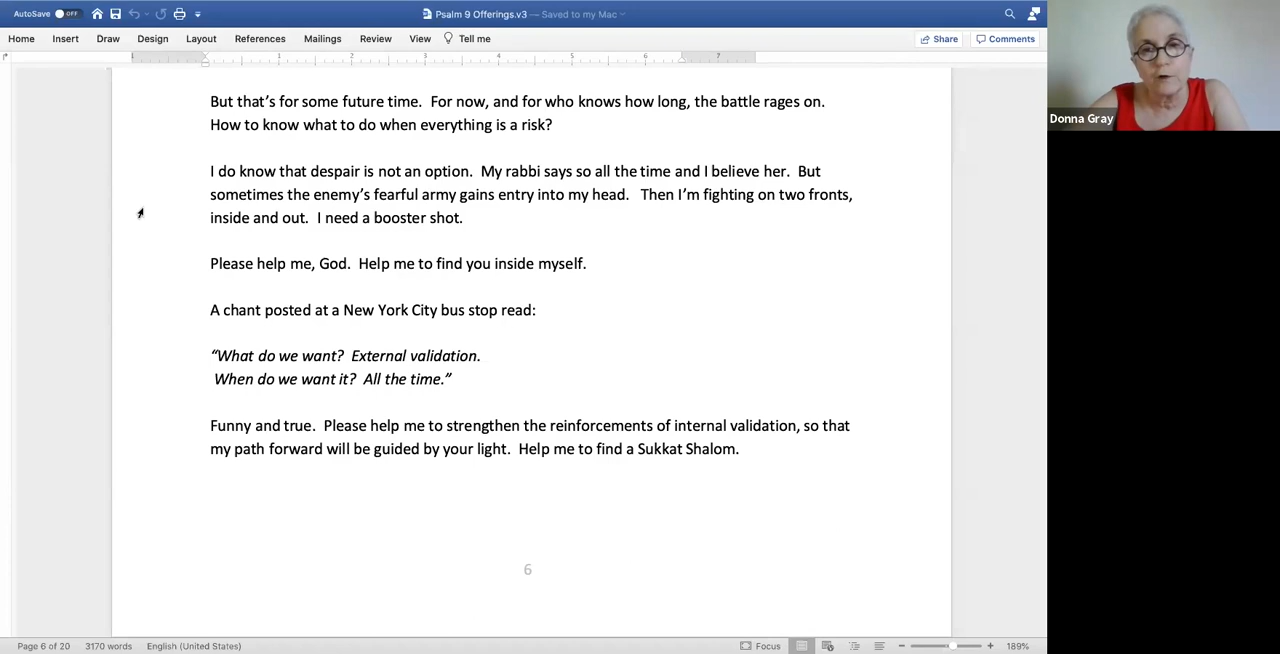 AutoSave OFF
Psalm 9 Offerings.v3 — Saved to my Mac
Home Insert Draw Design Layout References Mailings Review View Tell me Share Comments
1 1 2 3 4 5 6 7
But that’s for some future time.  For now, and for who knows how long, the battle rages on.
How to know what to do when everything is a risk?
I do know that despair is not an option.  My rabbi says so all the time and I believe her.  But
sometimes the enemy’s fearful army gains entry into my head.   Then I’m fighting on two fronts,
inside and out.  I need a booster shot.
Please help me, God.  Help me to find you inside myself.
A chant posted at a New York City bus stop read:
“What do we want?  External validation.
When do we want it?  All the time.”
Funny and true.  Please help me to strengthen the reinforcements of internal validation, so that
my path forward will be guided by your light.  Help me to find a Sukkat Shalom.
6
Page 6 of 20 3170 words English (United States) Focus 189%
Donna Gray